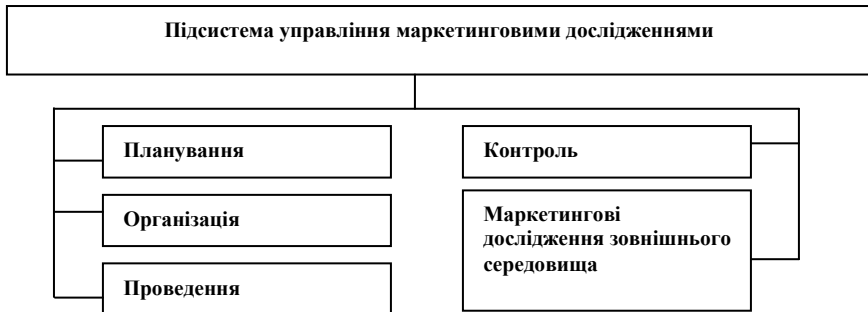 Підсистема управління маркетинговими дослідженнями
Планування
Організація
Проведення
Контроль
Маркетингові
дослідження зовнішнього
середовища